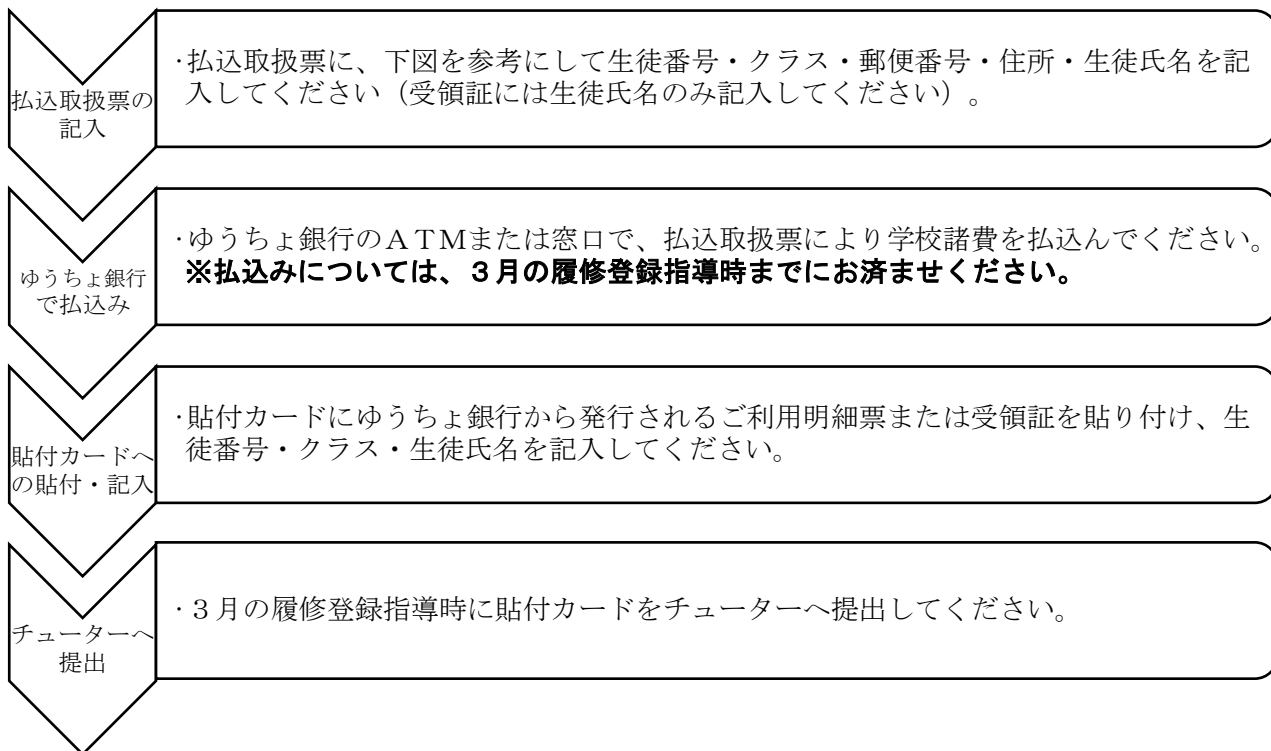 払込取扱票の
記入
·払込取扱票に、下図を参考にして生徒番号・クラス・郵便番号・住所・生徒氏名を記
入してください（受領証には生徒氏名のみ記入してください）。
ゆうちょ銀行
で払込み
·ゆうちょ銀行のＡＴＭまたは窓口で、払込取扱票により学校諸費を払込んでください。
※払込みについては、３月の履修登録指導時までにお済ませください。
貼付カードへ
の貼付・記入
·貼付カードにゆうちょ銀行から発行されるご利用明細票または受領証を貼り付け、生
徒番号・クラス・生徒氏名を記入してください。
チューターへ
提出
·３月の履修登録指導時に貼付カードをチューターへ提出してください。